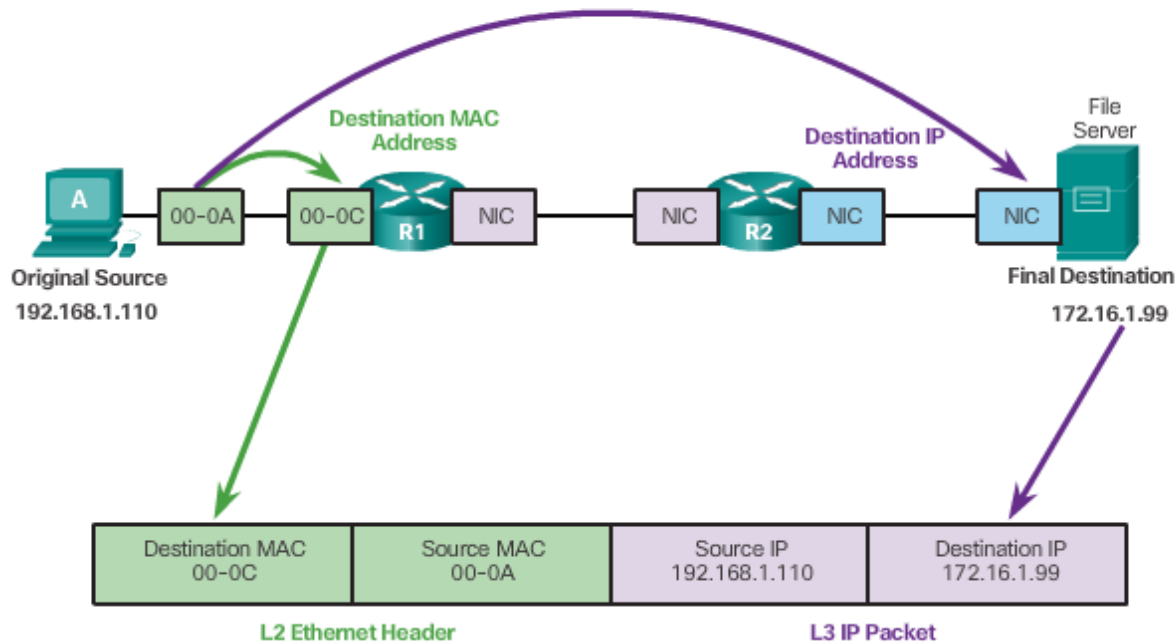 Destination MAC
Address
Destination IP
Address
File
Server
A
00-0A
00-0C
R1
NIC
NIC
R2
NIC
NIC
Original Source
192.168.1.110
Final Destination
172.16.1.99
Destination MAC
00-0C
Source MAC
00-0A
Source IP
192.168.1.110
Destination IP
172.16.1.99
L2 Ethernet Header
L3 IP Packet